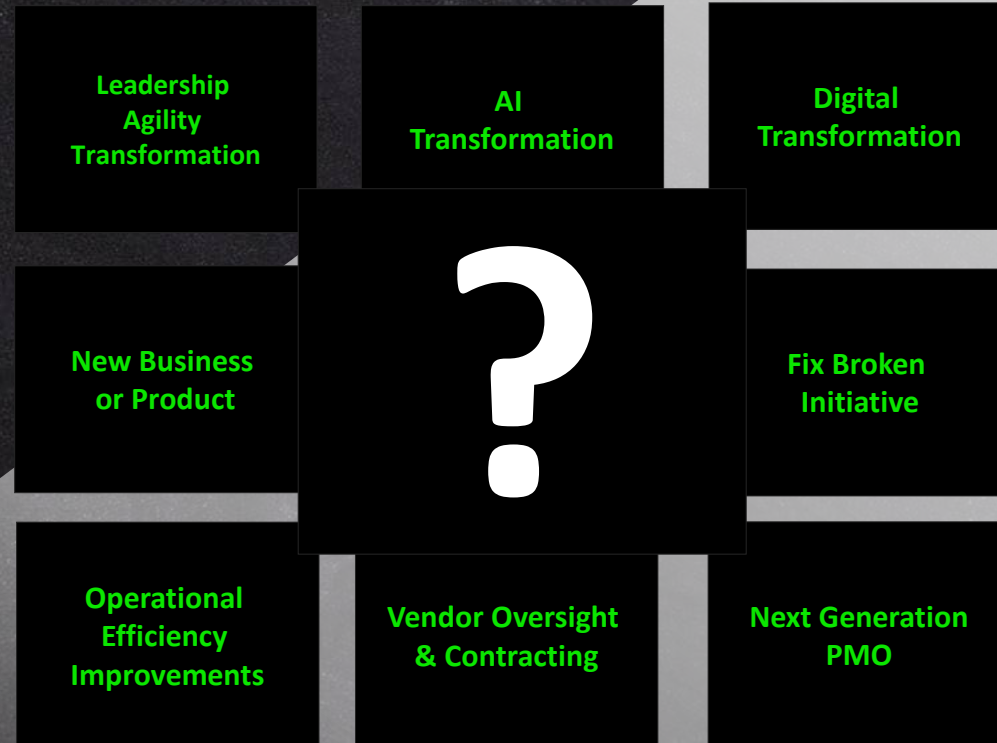 Leadership
Agility
Transformation
AI
Transformation
Digital
Transformation
New Business
or Product
?
Fix Broken
Initiative
Operational
Efficiency
Improvements
Vendor Oversight
& Contracting
Next Generation
PMO